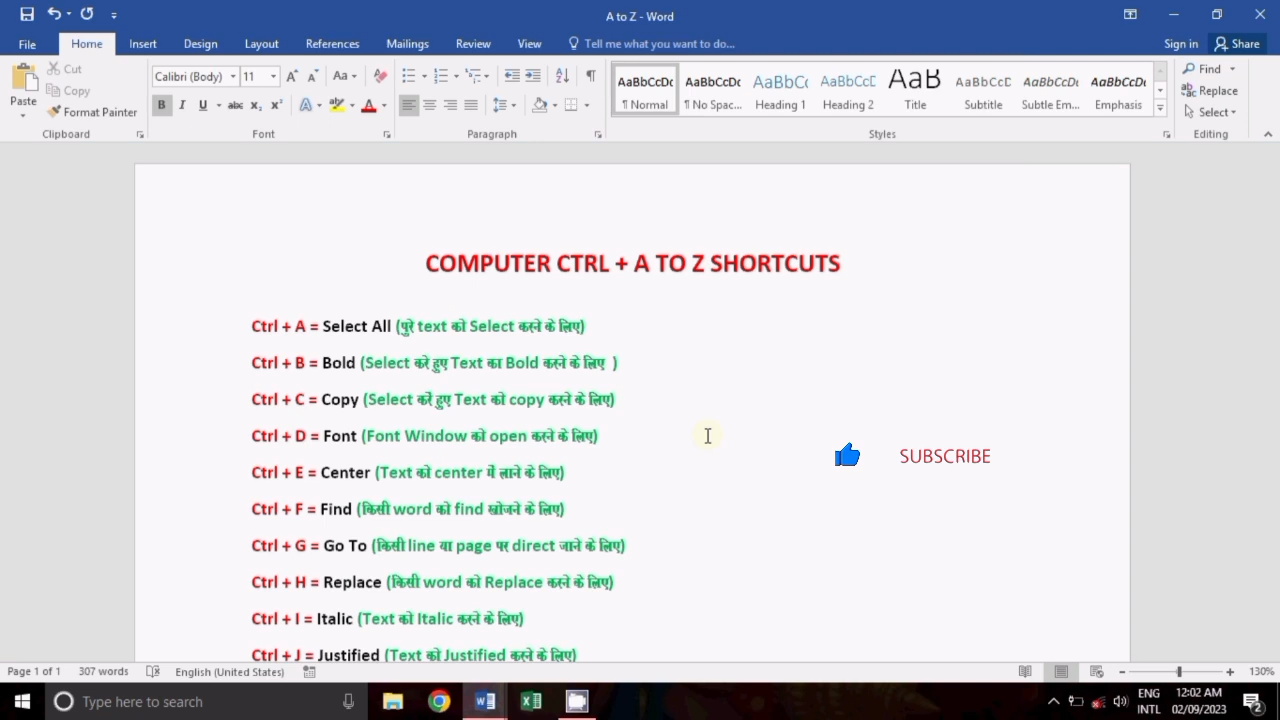 A to Z - Word
File Home Insert Design Layout References Mailings Review View Tell me what you want to do... Sign in Share
Paste Cut Copy Format Painter
Calibri (Body) 11
AaBbCcDc AaBbCcDc AaBbCc AaBbCcD AaB AaBbCcD AaBbCcDc AaBbCcDc
¶ Normal ¶ No Spac... Heading 1 Heading 2 Title Subtitle Subtle Em... Emphasis
Find Replace Select
Clipboard Font Paragraph Styles Editing
COMPUTER CTRL + A TO Z SHORTCUTS
Ctrl + A = Select All (पुरे text को Select करने के लिए)
Ctrl + B = Bold (Select करे हुए Text का Bold करने के लिए )
Ctrl + C = Copy (Select करें हुए Text को copy करने के लिए)
Ctrl + D = Font (Font Window को open करने के लिए)
Ctrl + E = Center (Text को center में लाने के लिए)
Ctrl + F = Find (किसी word को find खोजने के लिए)
Ctrl + G = Go To (किसी line या page पर direct जाने के लिए)
Ctrl + H = Replace (किसी word को Replace करने के लिए)
Ctrl + I = Italic (Text को Italic करने के लिए)
Ctrl + J = Justified (Text को Justified करने के लिए)
SUBSCRIBE
Page 1 of 1 307 words English (United States) 130%
Type here to search
ENG 12:02 AM
INTL 02/09/2023
2